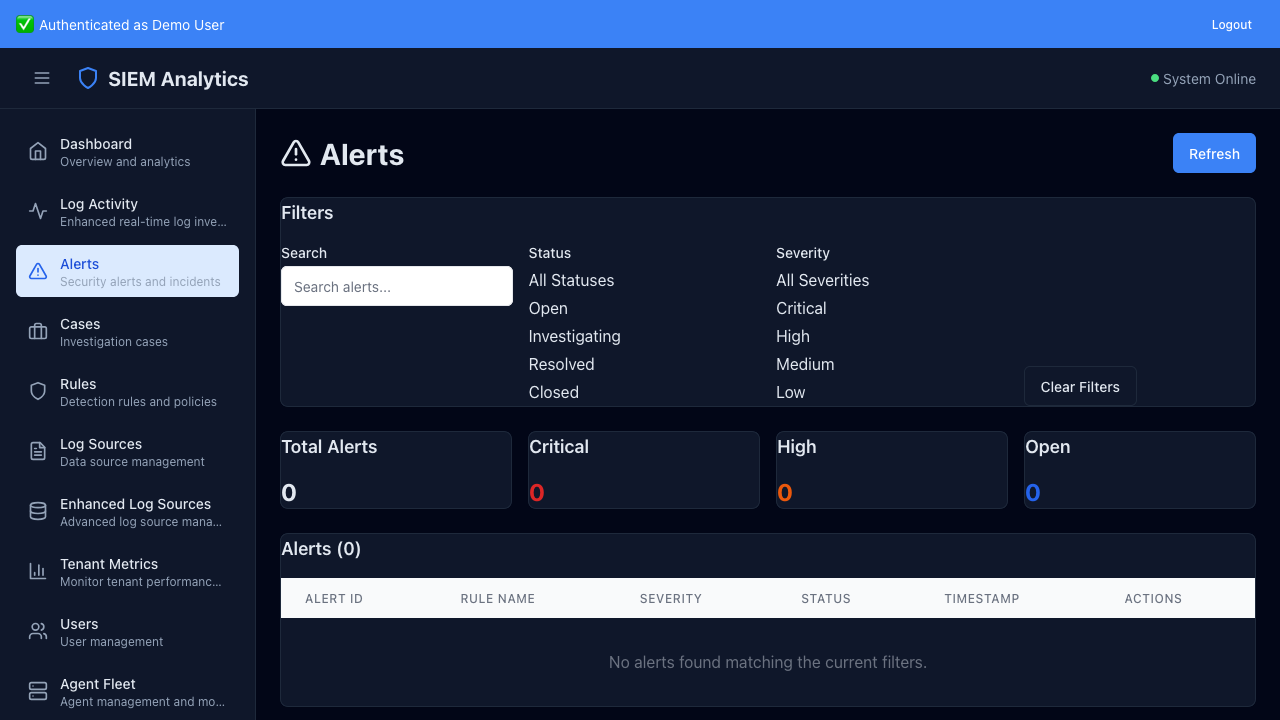 ✅ Authenticated as Demo User
Logout
SIEM Analytics
System Online
Dashboard
Overview and analytics
Log Activity
Enhanced real-time log inve...
Alerts
Security alerts and incidents
Cases
Investigation cases
Rules
Detection rules and policies
Log Sources
Data source management
Enhanced Log Sources
Advanced log source mana...
Tenant Metrics
Monitor tenant performanc...
Users
User management
Agent Fleet
Agent management and mo...
Alerts
Refresh
Filters
Search
Search alerts...
Status
All Statuses
Open
Investigating
Resolved
Closed
Severity
All Severities
Critical
High
Medium
Low
Clear Filters
Total Alerts
0
Critical
0
High
0
Open
0
Alerts (0)
ALERT ID RULE NAME SEVERITY STATUS TIMESTAMP ACTIONS
No alerts found matching the current filters.